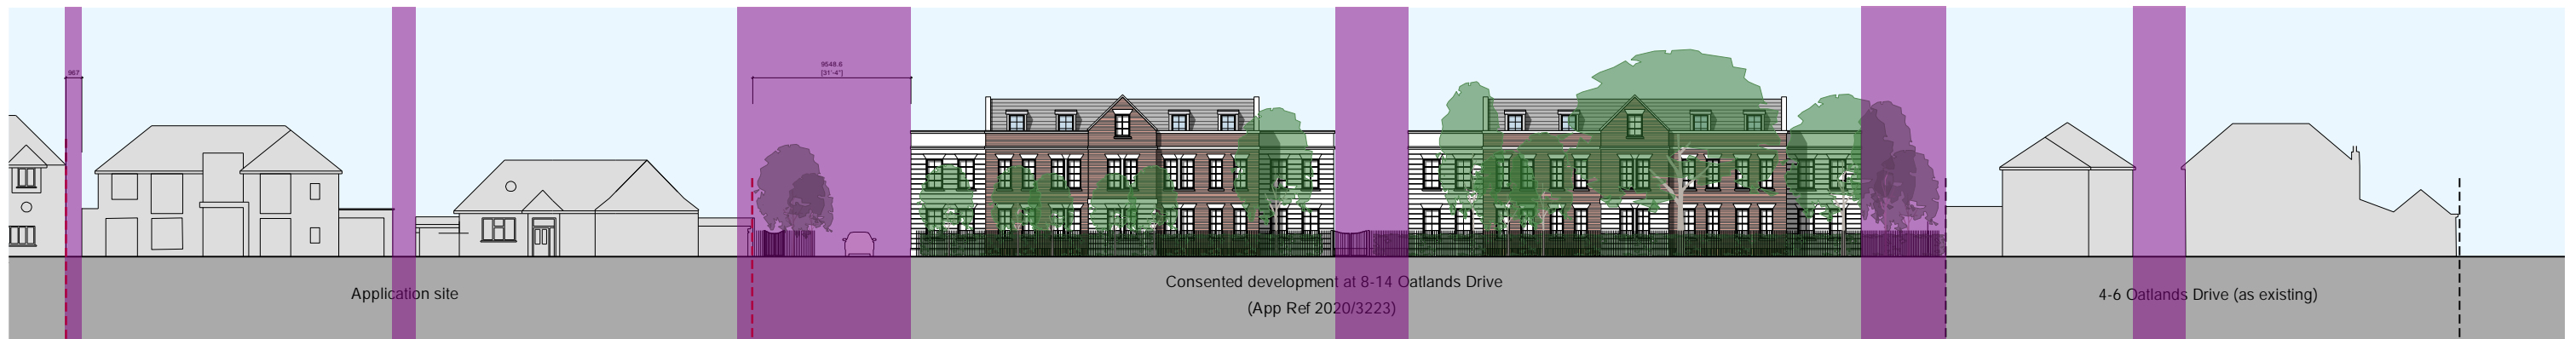 967
9548.6
[31'-4"]
Application site
Consented development at 8-14 Oatlands Drive
(App Ref 2020/3223)
4-6 Oatlands Drive (as existing)